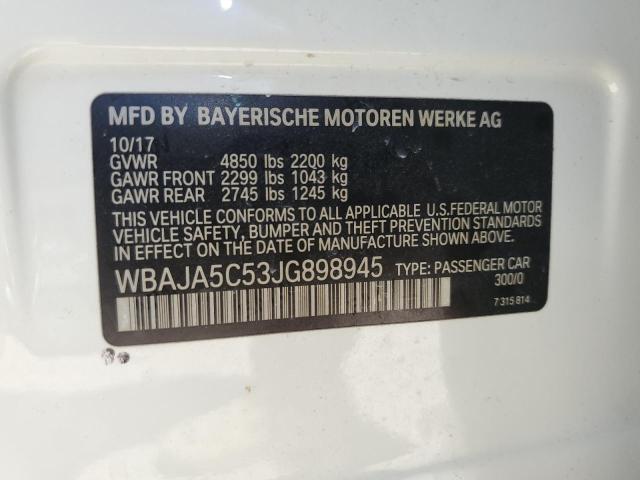 MFD BY BAYERISCHE MOTOREN WERKE AG
10/17
GVWR 4850 lbs 2200 kg
GAWR FRONT 2299 lbs 1043 kg
GAWR REAR 2745 lbs 1245 kg
THIS VEHICLE CONFORMS TO ALL APPLICABLE U.S.FEDERAL MOTOR
VEHICLE SAFETY, BUMPER AND THEFT PREVENTION STANDARDS
IN EFFECT ON THE DATE OF MANUFACTURE SHOWN ABOVE.
WBAJA5C53JG898945 TYPE: PASSENGER CAR
300/0
7 315 814